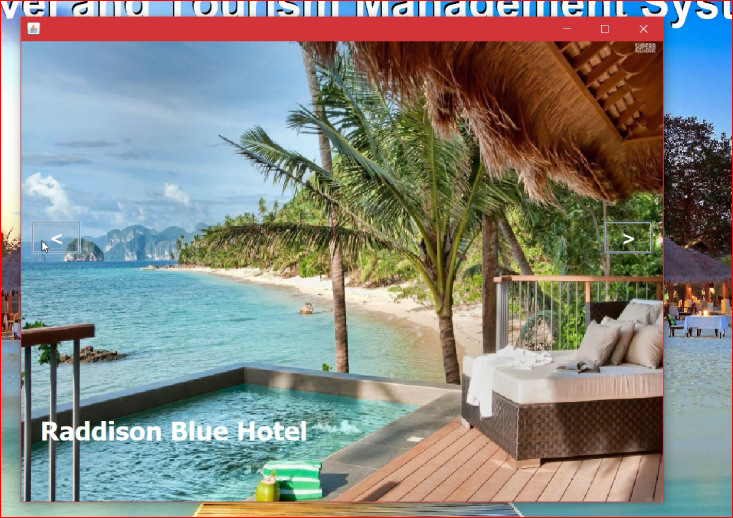 vel and Tourism Management Syst
<
>
Raddison Blue Hotel